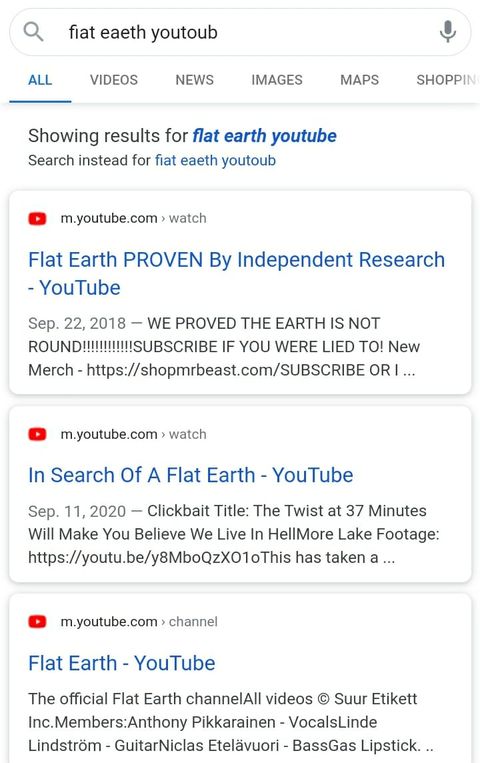 fiat eaeth youtoub
ALL VIDEOS NEWS IMAGES MAPS SHOPPIN
Showing results for flat earth youtube
Search instead for fiat eaeth youtoub
m.youtube.com › watch
Flat Earth PROVEN By Independent Research
- YouTube
Sep. 22, 2018 — WE PROVED THE EARTH IS NOT
ROUND!!!!!!!!!!!!SUBSCRIBE IF YOU WERE LIED TO! New
Merch - https://shopmrbeast.com/SUBSCRIBE OR I ...
m.youtube.com › watch
In Search Of A Flat Earth - YouTube
Sep. 11, 2020 — Clickbait Title: The Twist at 37 Minutes
Will Make You Believe We Live In HellMore Lake Footage:
https://youtu.be/y8MboQzXO1oThis has taken a ...
m.youtube.com › channel
Flat Earth - YouTube
The official Flat Earth channelAll videos © Suur Etikett
Inc.Members:Anthony Pikkarainen - VocalsLinde
Lindström - GuitarNiclas Etelävuori - BassGas Lipstick. ..